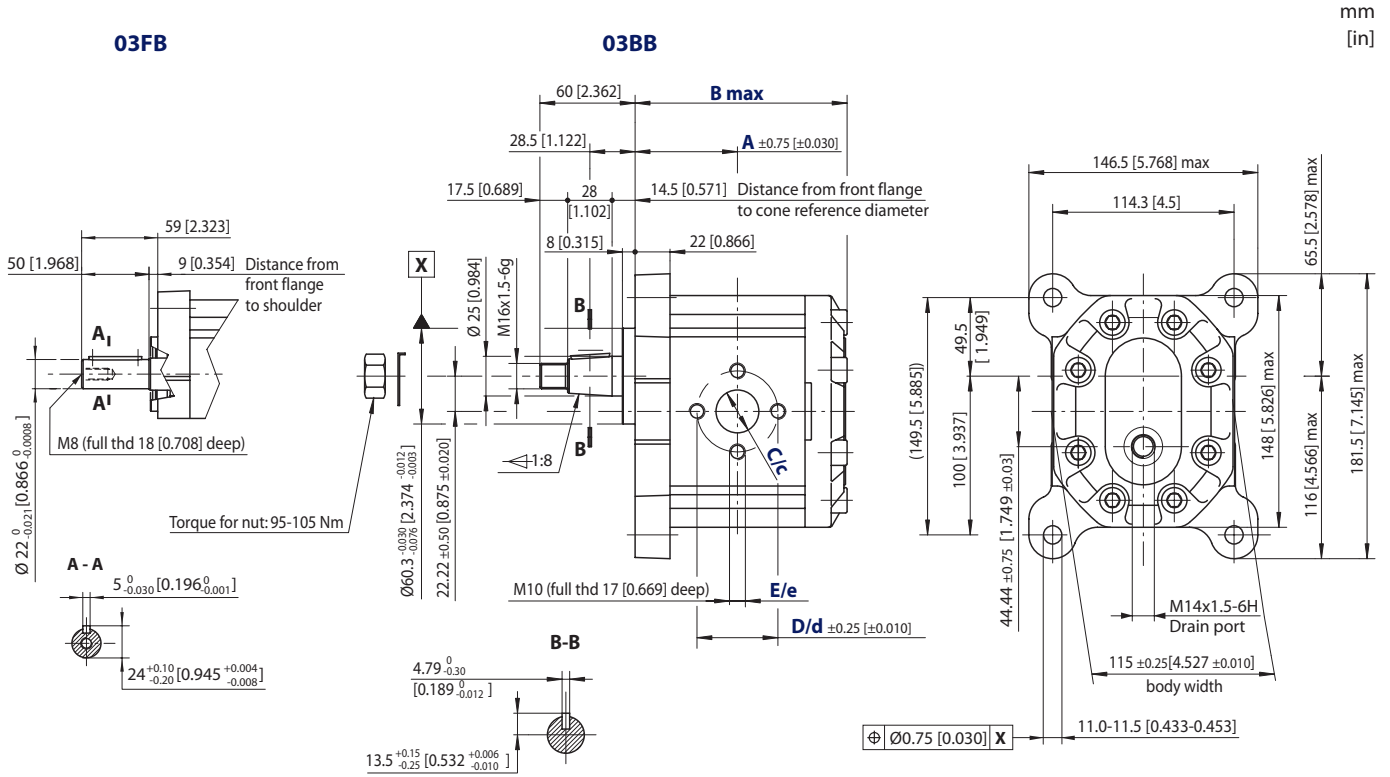 mm
[in]
03FB
03BB
60 [2.362]
B max
28.5 [1.122]
A ±0.75 [±0.030]
17.5 [0.689]
28
[1.102]
14.5 [0.571]
Distance from front flange
to cone reference diameter
8 [0.315]
22 [0.866]
59 [2.323]
50 [1.968]
9 [0.354]
Distance from
front flange
to shoulder
X
Ø 25 [0.984]
M16x1.5-6g
B
B
A
A
M8 (full thd 18 [0.708] deep)
Ø 22 0 -0.021 [0.866 0 -0.0008]
Torque for nut: 95-105 Nm
1:8
C/c
Ø60.3 -0.030 -0.076 [2.374 -0.012 -0.003]
22.22 ±0.50 [0.875 ±0.020]
M10 (full thd 17 [0.669] deep)
E/e
D/d ±0.25 [±0.010]
A - A
5 0 -0.030 [0.196 0 -0.001]
24 +0.10 -0.20 [0.945 +0.004 -0.008]
B-B
4.79 0 -0.30
[0.189 0 -0.012]
13.5 +0.15 -0.25 [0.532 +0.006 -0.010]
146.5 [5.768] max
114.3 [4.5]
65.5 [2.578] max
49.5
[1.949]
(149.5 [5.885])
100 [3.937]
44.44 ±0.75 [1.749 ±0.03]
148 [5.826] max
116 [4.566] max
181.5 [7.145] max
M14x1.5-6H
Drain port
115 ±0.25[4.527 ±0.010]
body width
11.0-11.5 [0.433-0.453]
⌖ Ø0.75 [0.030] X